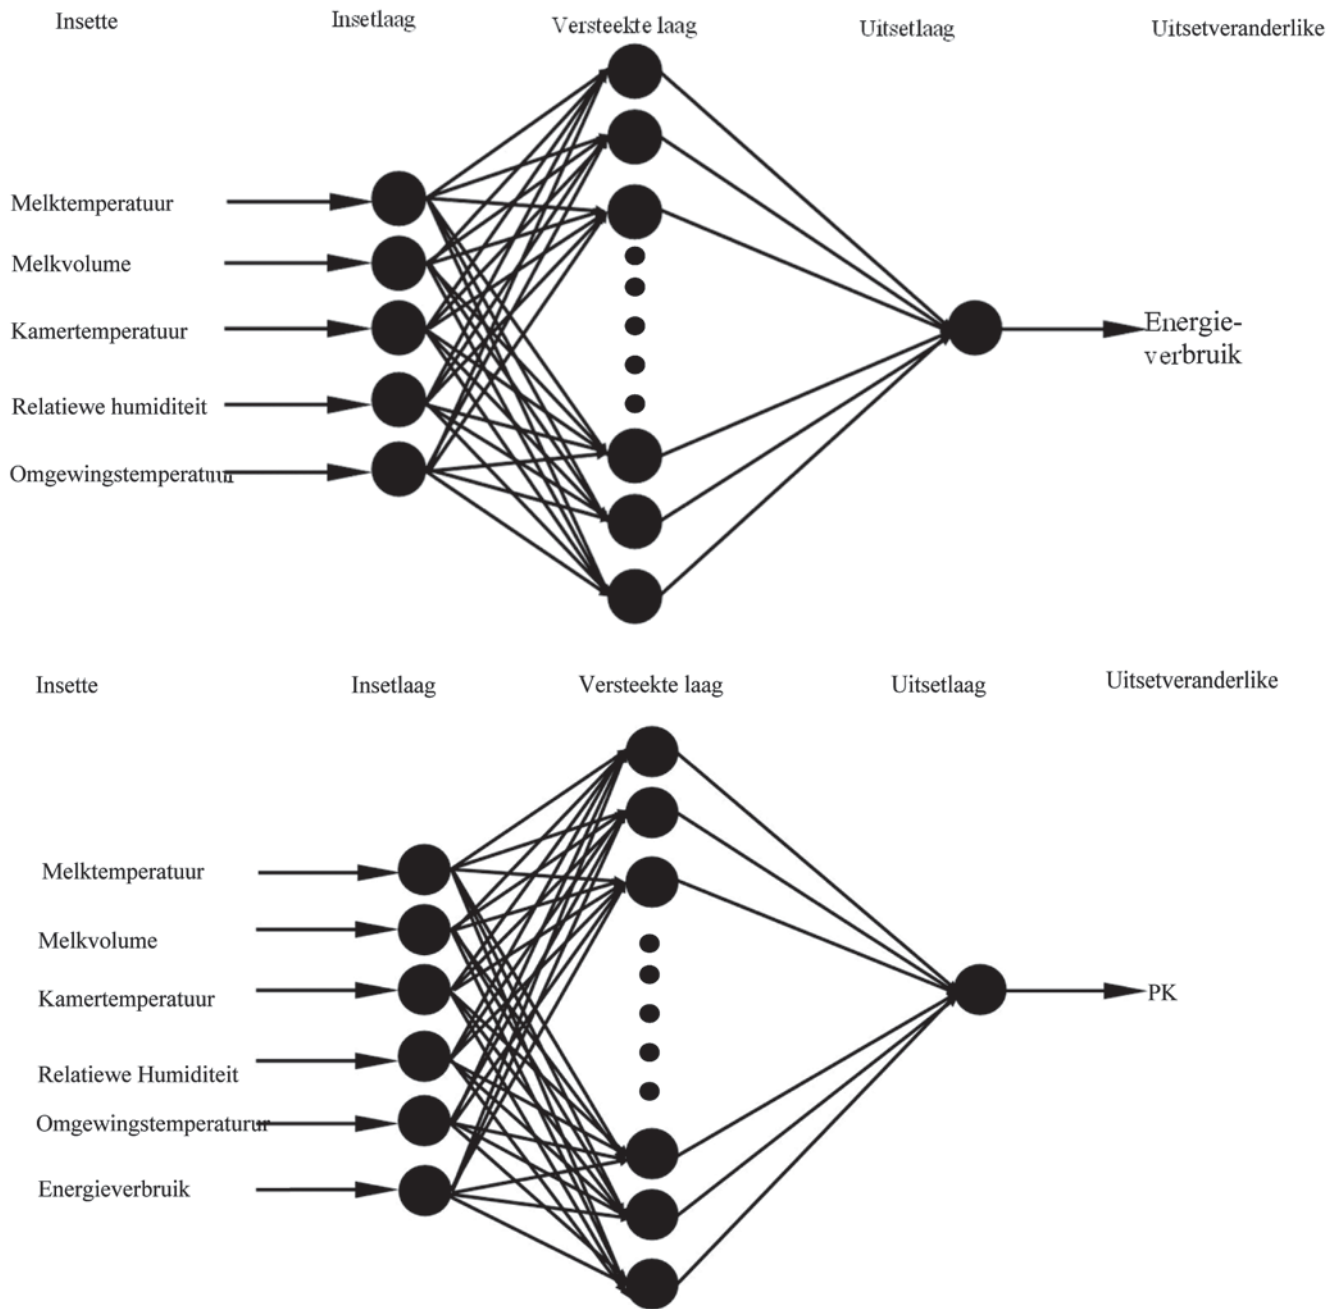 Insette
Insetlaag
Versteekte laag
Uitsetlaag
Uitsetveranderlike
Melktemperatuur
Melkvolume
Kamertemperatuur
Relatiewe humiditeit
Omgewingstemperatuur
Energie-
verbruik
Insette
Insetlaag
Versteekte laag
Uitsetlaag
Uitsetveranderlike
Melktemperatuur
Melkvolume
Kamertemperatuur
Relatiewe Humiditeit
Omgewingstemperaturur
Energieverbruik
PK